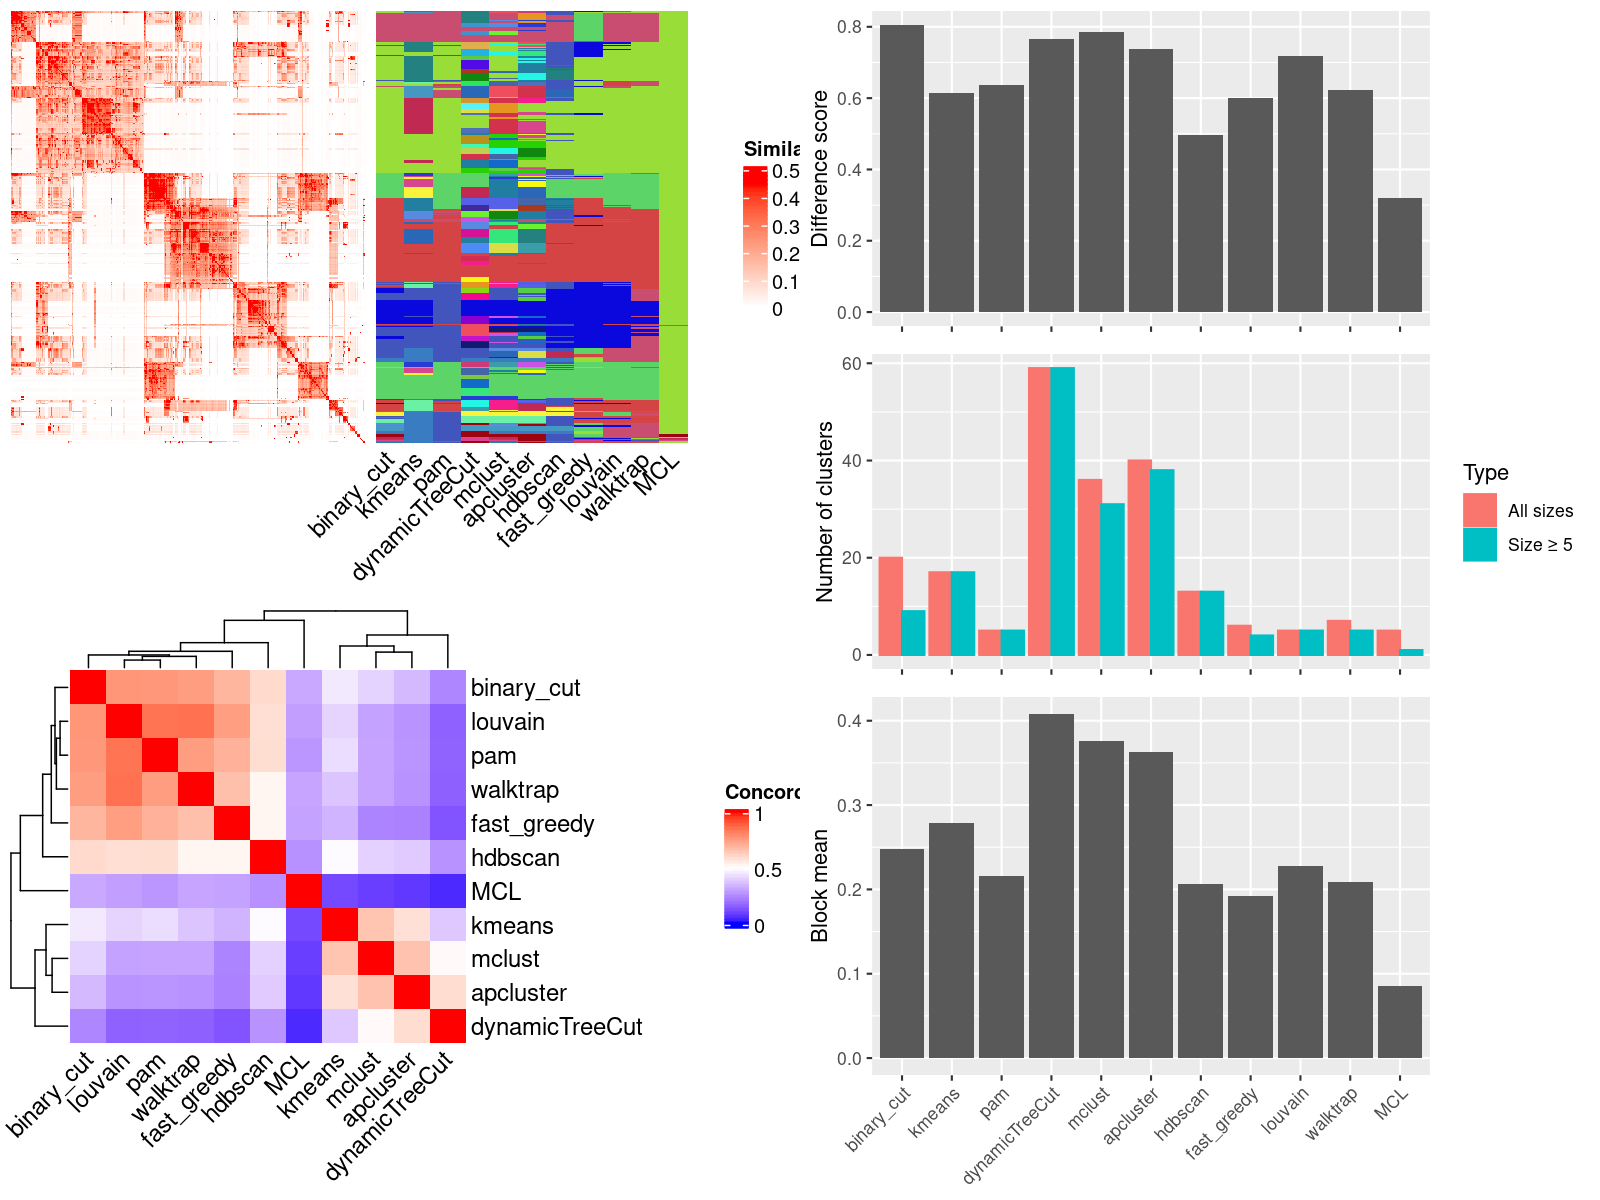 Simila
0.5
0.4
0.3
0.2
0.1
0
binary_cut
kmeans
pam
dynamicTreeCut
mclust
apcluster
hdbscan
fast_greedy
louvain
walktrap
MCL
binary_cut
louvain
pam
walktrap
fast_greedy
hdbscan
MCL
kmeans
mclust
apcluster
dynamicTreeCut
binary_cut
louvain
pam
walktrap
fast_greedy
hdbscan
MCL
kmeans
mclust
apcluster
dynamicTreeCut
Concord
1
0.5
0
Difference score
0.8
0.6
0.4
0.2
0.0
Number of clusters
60
40
20
0
Type
All sizes
Size ≥ 5
Block mean
0.4
0.3
0.2
0.1
0.0
binary_cut
kmeans
pam
dynamicTreeCut
mclust
apcluster
hdbscan
fast_greedy
louvain
walktrap
MCL